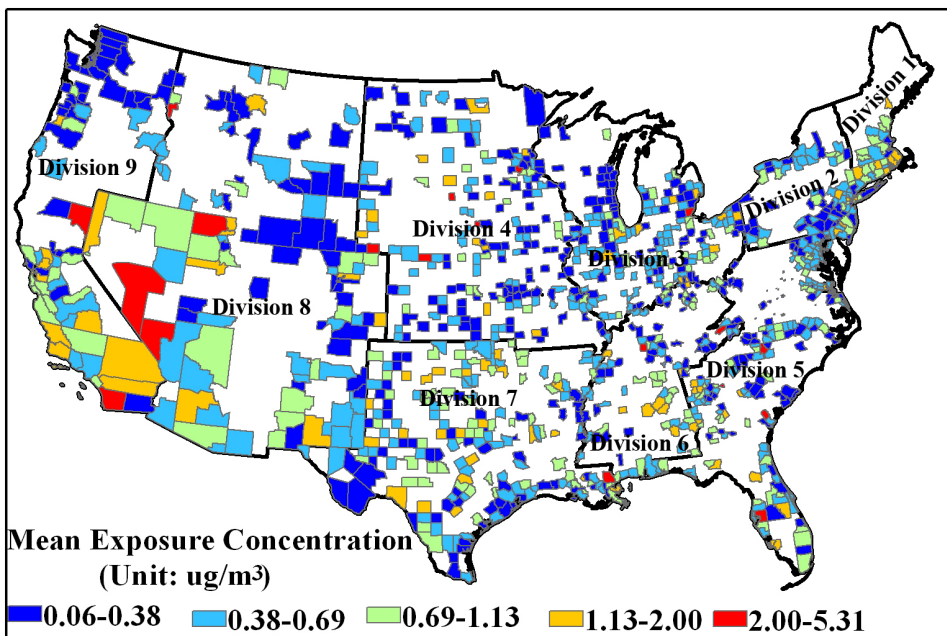 Division 1
Division 2
Division 9
Division 4
Division 3
Division 8
Division 5
Division 7
Division 6
Mean Exposure Concentration
(Unit: ug/m³)
0.06-0.38 0.38-0.69 0.69-1.13 1.13-2.00 2.00-5.31